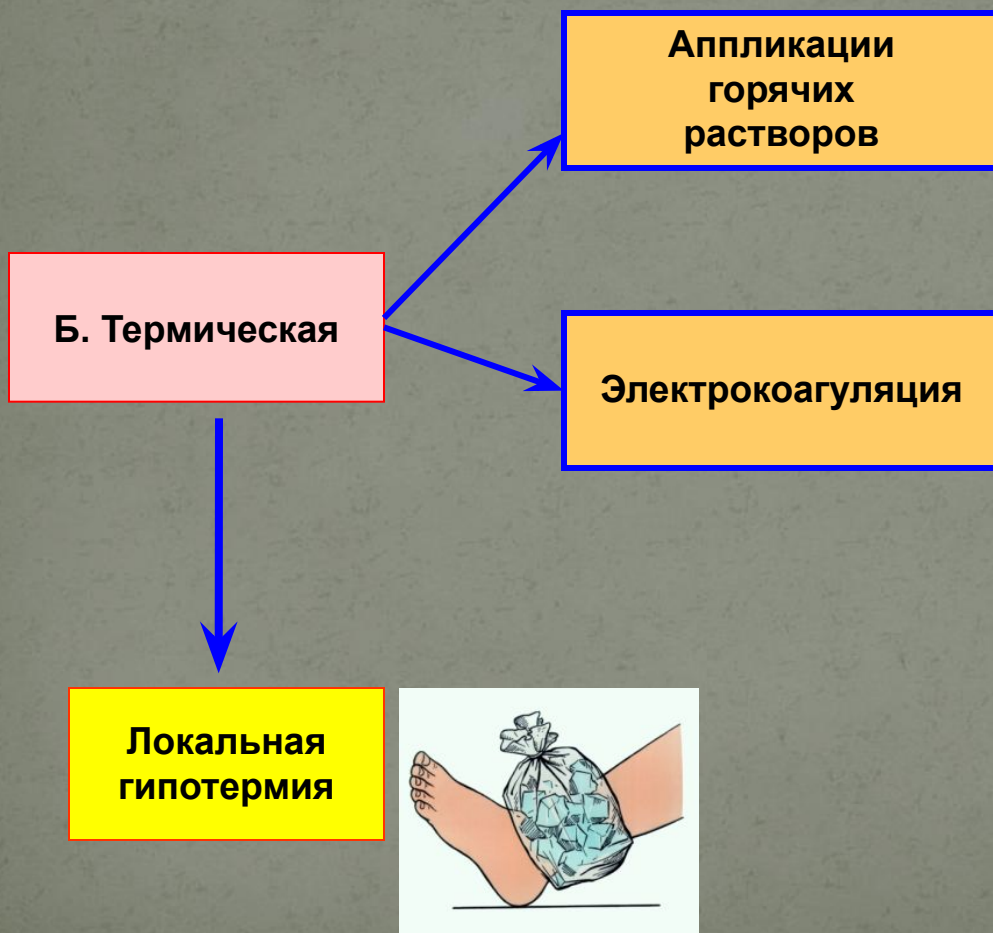 Аппликации
горячих
растворов
Б. Термическая
Электрокоагуляция
Локальная
гипотермия